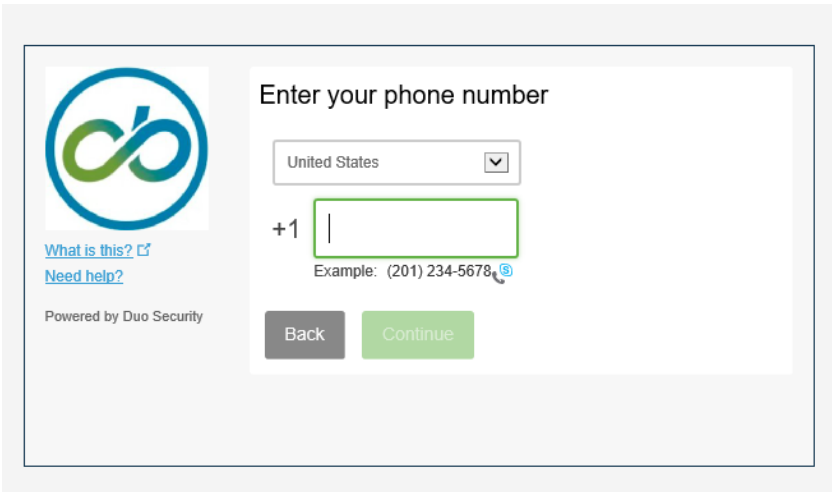 Enter your phone number
United States
+1
Example: (201) 234-5678
What is this?
Need help?
Powered by Duo Security
Back
Continue